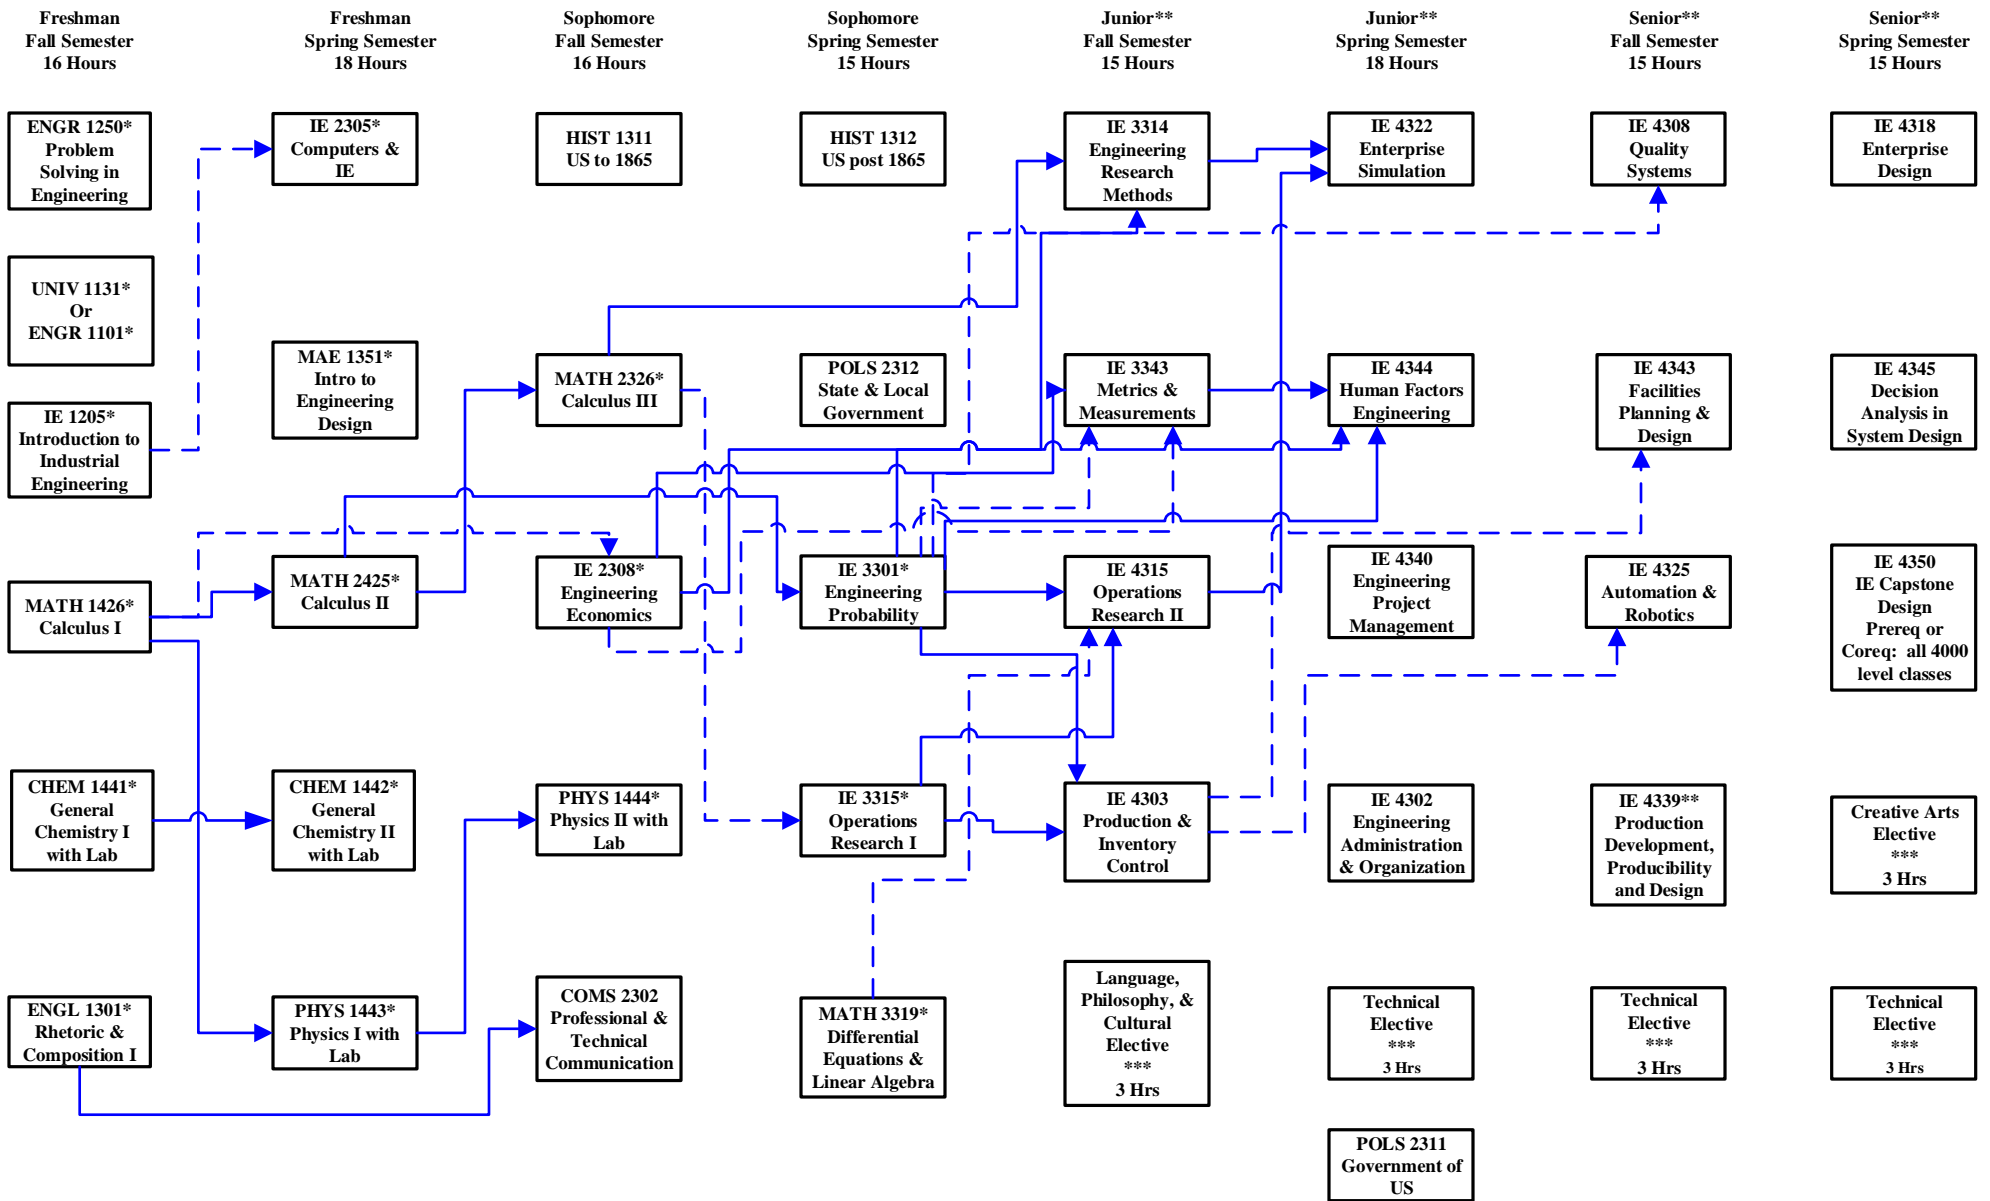 Freshman
Fall Semester
16 Hours
Freshman
Spring Semester
18 Hours
Sophomore
Fall Semester
16 Hours
Sophomore
Spring Semester
15 Hours
Junior**
Fall Semester
15 Hours
Junior**
Spring Semester
18 Hours
Senior**
Fall Semester
15 Hours
Senior**
Spring Semester
15 Hours
ENGR 1250*
Problem
Solving in
Engineering
UNIV 1131*
Or
ENGR 1101*
IE 1205*
Introduction to
Industrial
Engineering
MATH 1426*
Calculus I
CHEM 1441*
General
Chemistry I
with Lab
ENGL 1301*
Rhetoric &
Composition I
IE 2305*
Computers &
IE
MAE 1351*
Intro to
Engineering
Design
MATH 2425*
Calculus II
CHEM 1442*
General
Chemistry II
with Lab
PHYS 1443*
Physics I with
Lab
HIST 1311
US to 1865
MATH 2326*
Calculus III
IE 2308*
Engineering
Economics
PHYS 1444*
Physics II with
Lab
COMS 2302
Professional &
Technical
Communication
HIST 1312
US post 1865
POLS 2312
State & Local
Government
IE 3301*
Engineering
Probability
IE 3315*
Operations
Research I
MATH 3319*
Differential
Equations &
Linear Algebra
IE 3314
Engineering
Research
Methods
IE 3343
Metrics &
Measurements
IE 4315
Operations
Research II
IE 4303
Production &
Inventory
Control
Language,
Philosophy, &
Cultural
Elective
***
3 Hrs
IE 4322
Enterprise
Simulation
IE 4344
Human Factors
Engineering
IE 4340
Engineering
Project
Management
IE 4302
Engineering
Administration
& Organization
Technical
Elective
***
3 Hrs
POLS 2311
Government of
US
IE 4308
Quality
Systems
IE 4343
Facilities
Planning &
Design
IE 4325
Automation &
Robotics
IE 4339**
Production
Development,
Producibility
and Design
Technical
Elective
***
3 Hrs
IE 4318
Enterprise
Design
IE 4345
Decision
Analysis in
System Design
IE 4350
IE Capstone
Design
Prereq or
Coreq:  all 4000
level classes
Creative Arts
Elective
***
3 Hrs
Technical
Elective
***
3 Hrs